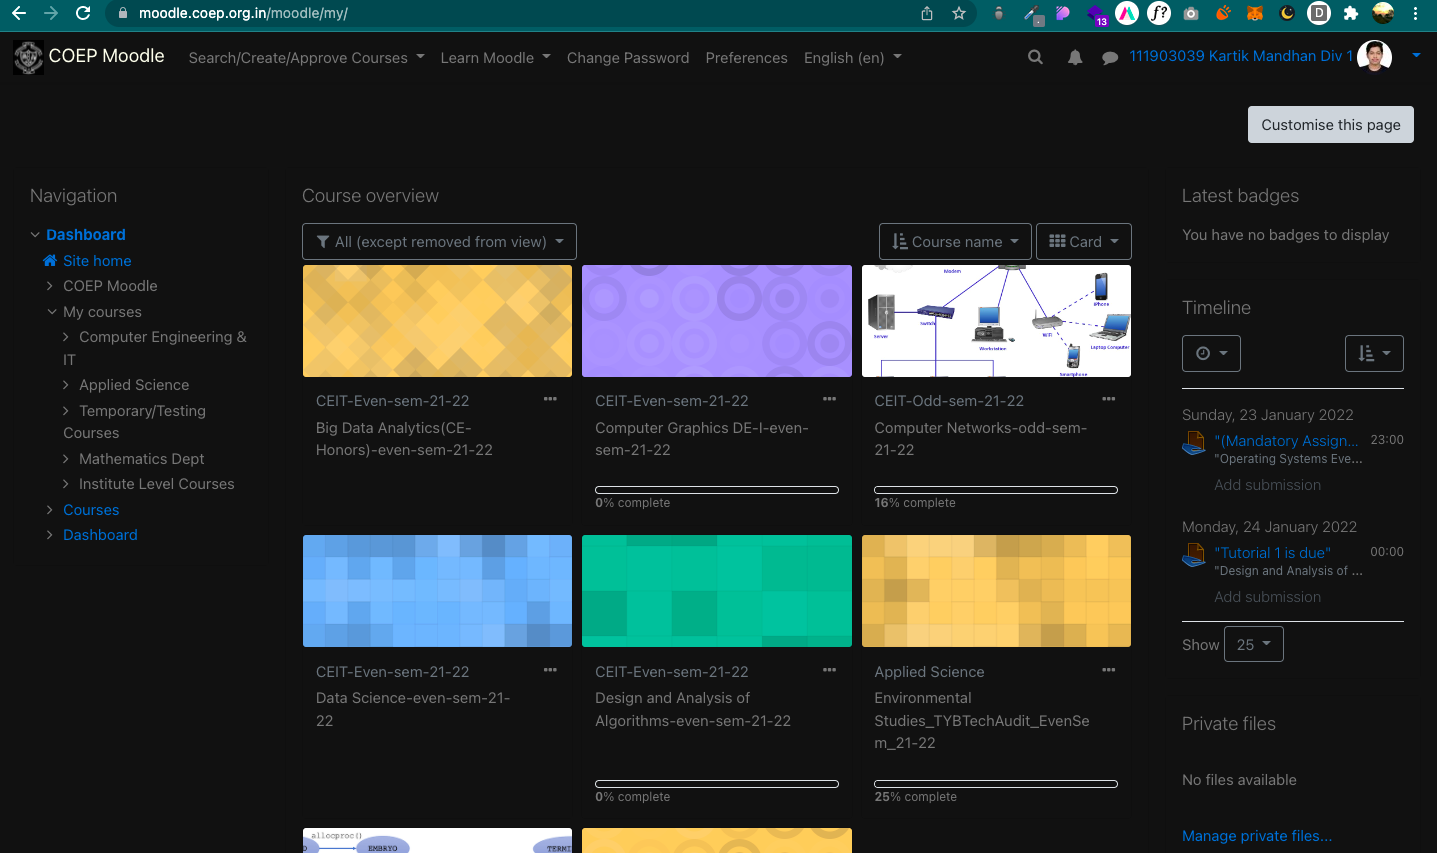 moodle.coep.org.in/moodle/my/
13
f?
D
COEP Moodle
Search/Create/Approve Courses
Learn Moodle
Change Password
Preferences
English (en)
111903039 Kartik Mandhan Div 1
Customise this page
Navigation
Dashboard
Site home
COEP Moodle
My courses
Computer Engineering &
IT
Applied Science
Temporary/Testing
Courses
Mathematics Dept
Institute Level Courses
Courses
Dashboard
Course overview
All (except removed from view)
Course name
Card
CEIT-Even-sem-21-22
Big Data Analytics(CE-
Honors)-even-sem-21-22
CEIT-Even-sem-21-22
Computer Graphics DE-I-even-
sem-21-22
0% complete
Modem
iPhone
Server
Switch
Workstation
Wifi
Laptop Computer
Smartphone
CEIT-Odd-sem-21-22
Computer Networks-odd-sem-
21-22
16% complete
CEIT-Even-sem-21-22
Data Science-even-sem-21-
22
CEIT-Even-sem-21-22
Design and Analysis of
Algorithms-even-sem-21-22
0% complete
Applied Science
Environmental
Studies_TYBTechAudit_EvenSe
m_21-22
25% complete
allocproc()
EMBRYO
TERMI
Latest badges
You have no badges to display
Timeline
Sunday, 23 January 2022
"(Mandatory Assign... 23:00
"Operating Systems Eve...
Add submission
Monday, 24 January 2022
"Tutorial 1 is due" 00:00
"Design and Analysis of ...
Add submission
Show 25
Private files
No files available
Manage private files...